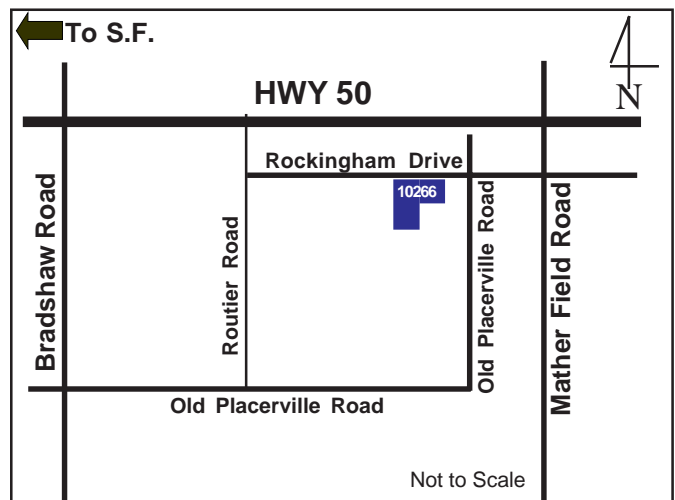 To S.F.
N
HWY 50
Rockingham Drive
10266
Bradshaw Road
Routier Road
Old Placerville Road
Mather Field Road
Old Placerville Road
Not to Scale